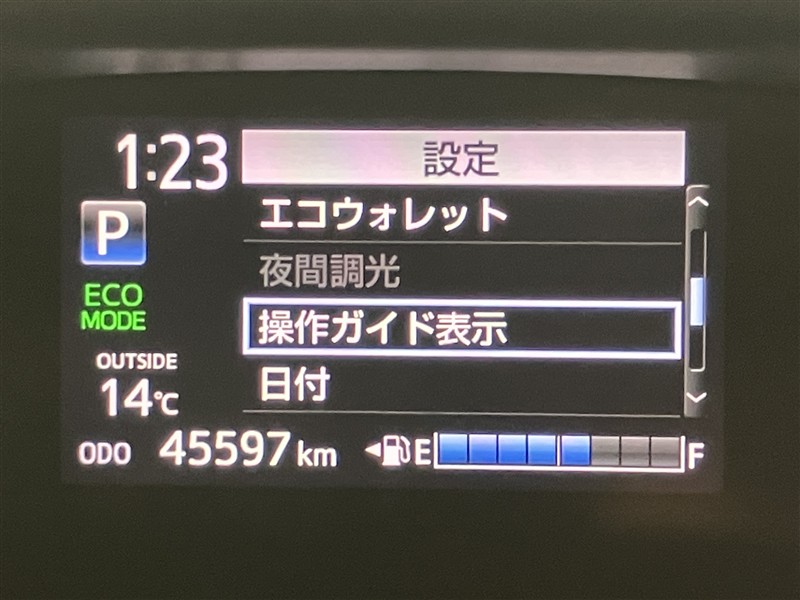 1:23
設定
P
エコウォレット
夜間調光
ECO
MODE
操作ガイド表示
OUTSIDE
14℃
日付
ODO 45597 km
E F